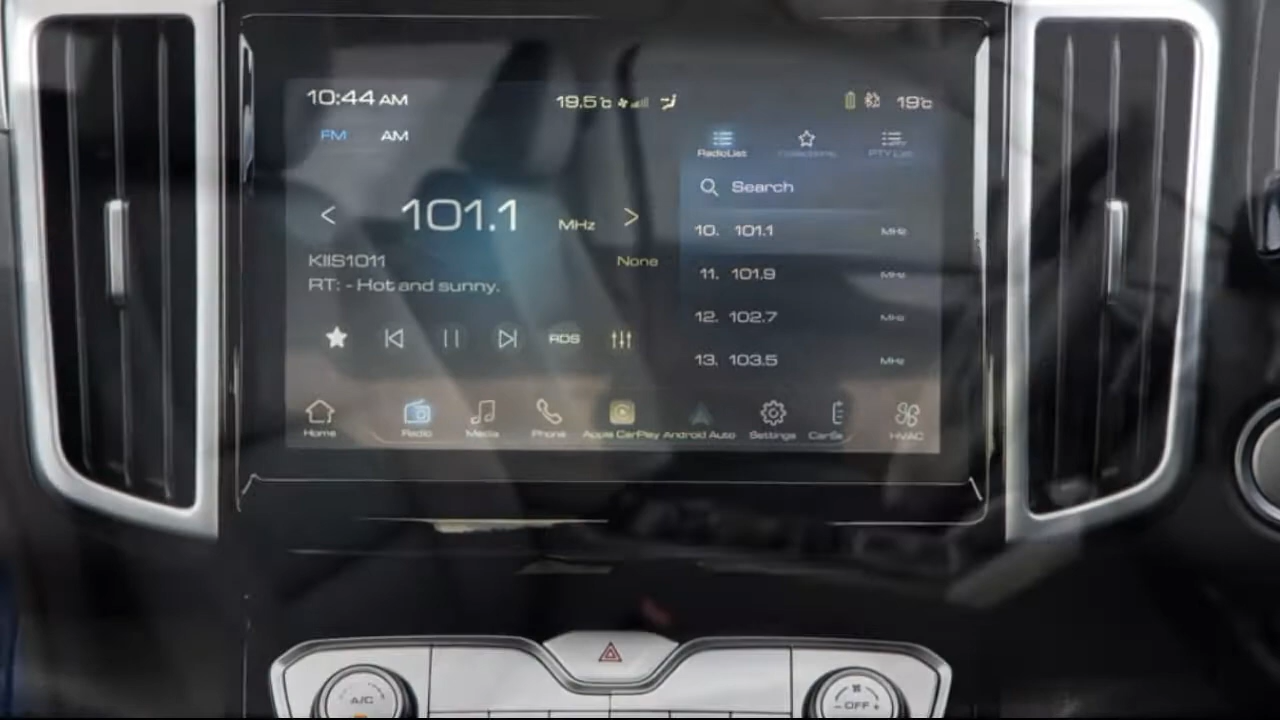 10:44 AM
19.5°c
19°c
FM AM
RadioList
Collections
PTY List
Search
< 101.1 MHz >
10. 101.1 MHz
KIIS1011
None
RT: - Hot and sunny.
11. 101.9 MHz
12. 102.7 MHz
RDS
13. 103.5 MHz
Home
Radio
Media
Phone
Apple CarPlay
Android Auto
Settings
HVAC
A/C
- OFF +